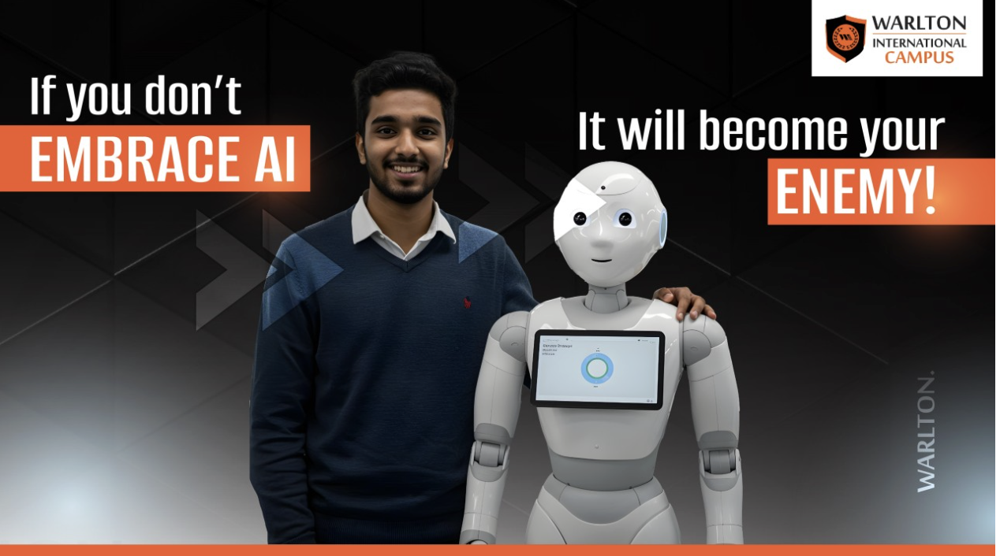 WARLTON
INTERNATIONAL
CAMPUS
If you don't
EMBRACE AI
It will become your
ENEMY!
WARLTON.